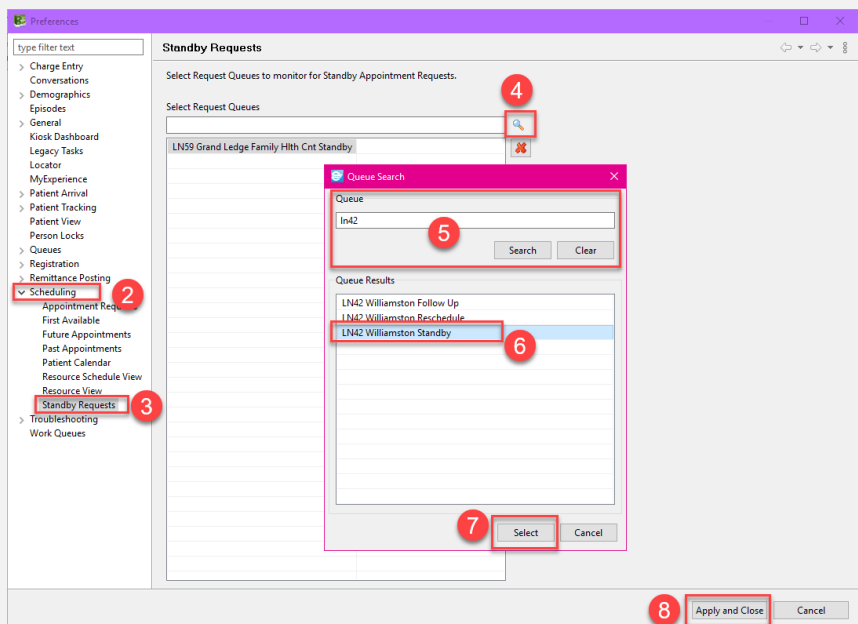 Preferences
type filter text
Charge Entry
Conversations
Demographics
Episodes
General
Kiosk Dashboard
Legacy Tasks
Locator
MyExperience
Patient Arrival
Patient Tracking
Patient View
Person Locks
Queues
Registration
Remittance Posting
Scheduling
2
Appointment Requ
First Available
Future Appointments
Past Appointments
Patient Calendar
Resource Schedule View
Resource View
Standby Requests
3
Troubleshooting
Work Queues
Standby Requests
Select Request Queues to monitor for Standby Appointment Requests.
4
Select Request Queues
LN59 Grand Ledge Family Hlth Cnt Standby
Queue Search
Queue
ln42
5
Search Clear
Queue Results
LN42 Williamston Follow Up
LN42 Williamston Reschedule
LN42 Williamston Standby
6
7
Select Cancel
8
Apply and Close Cancel